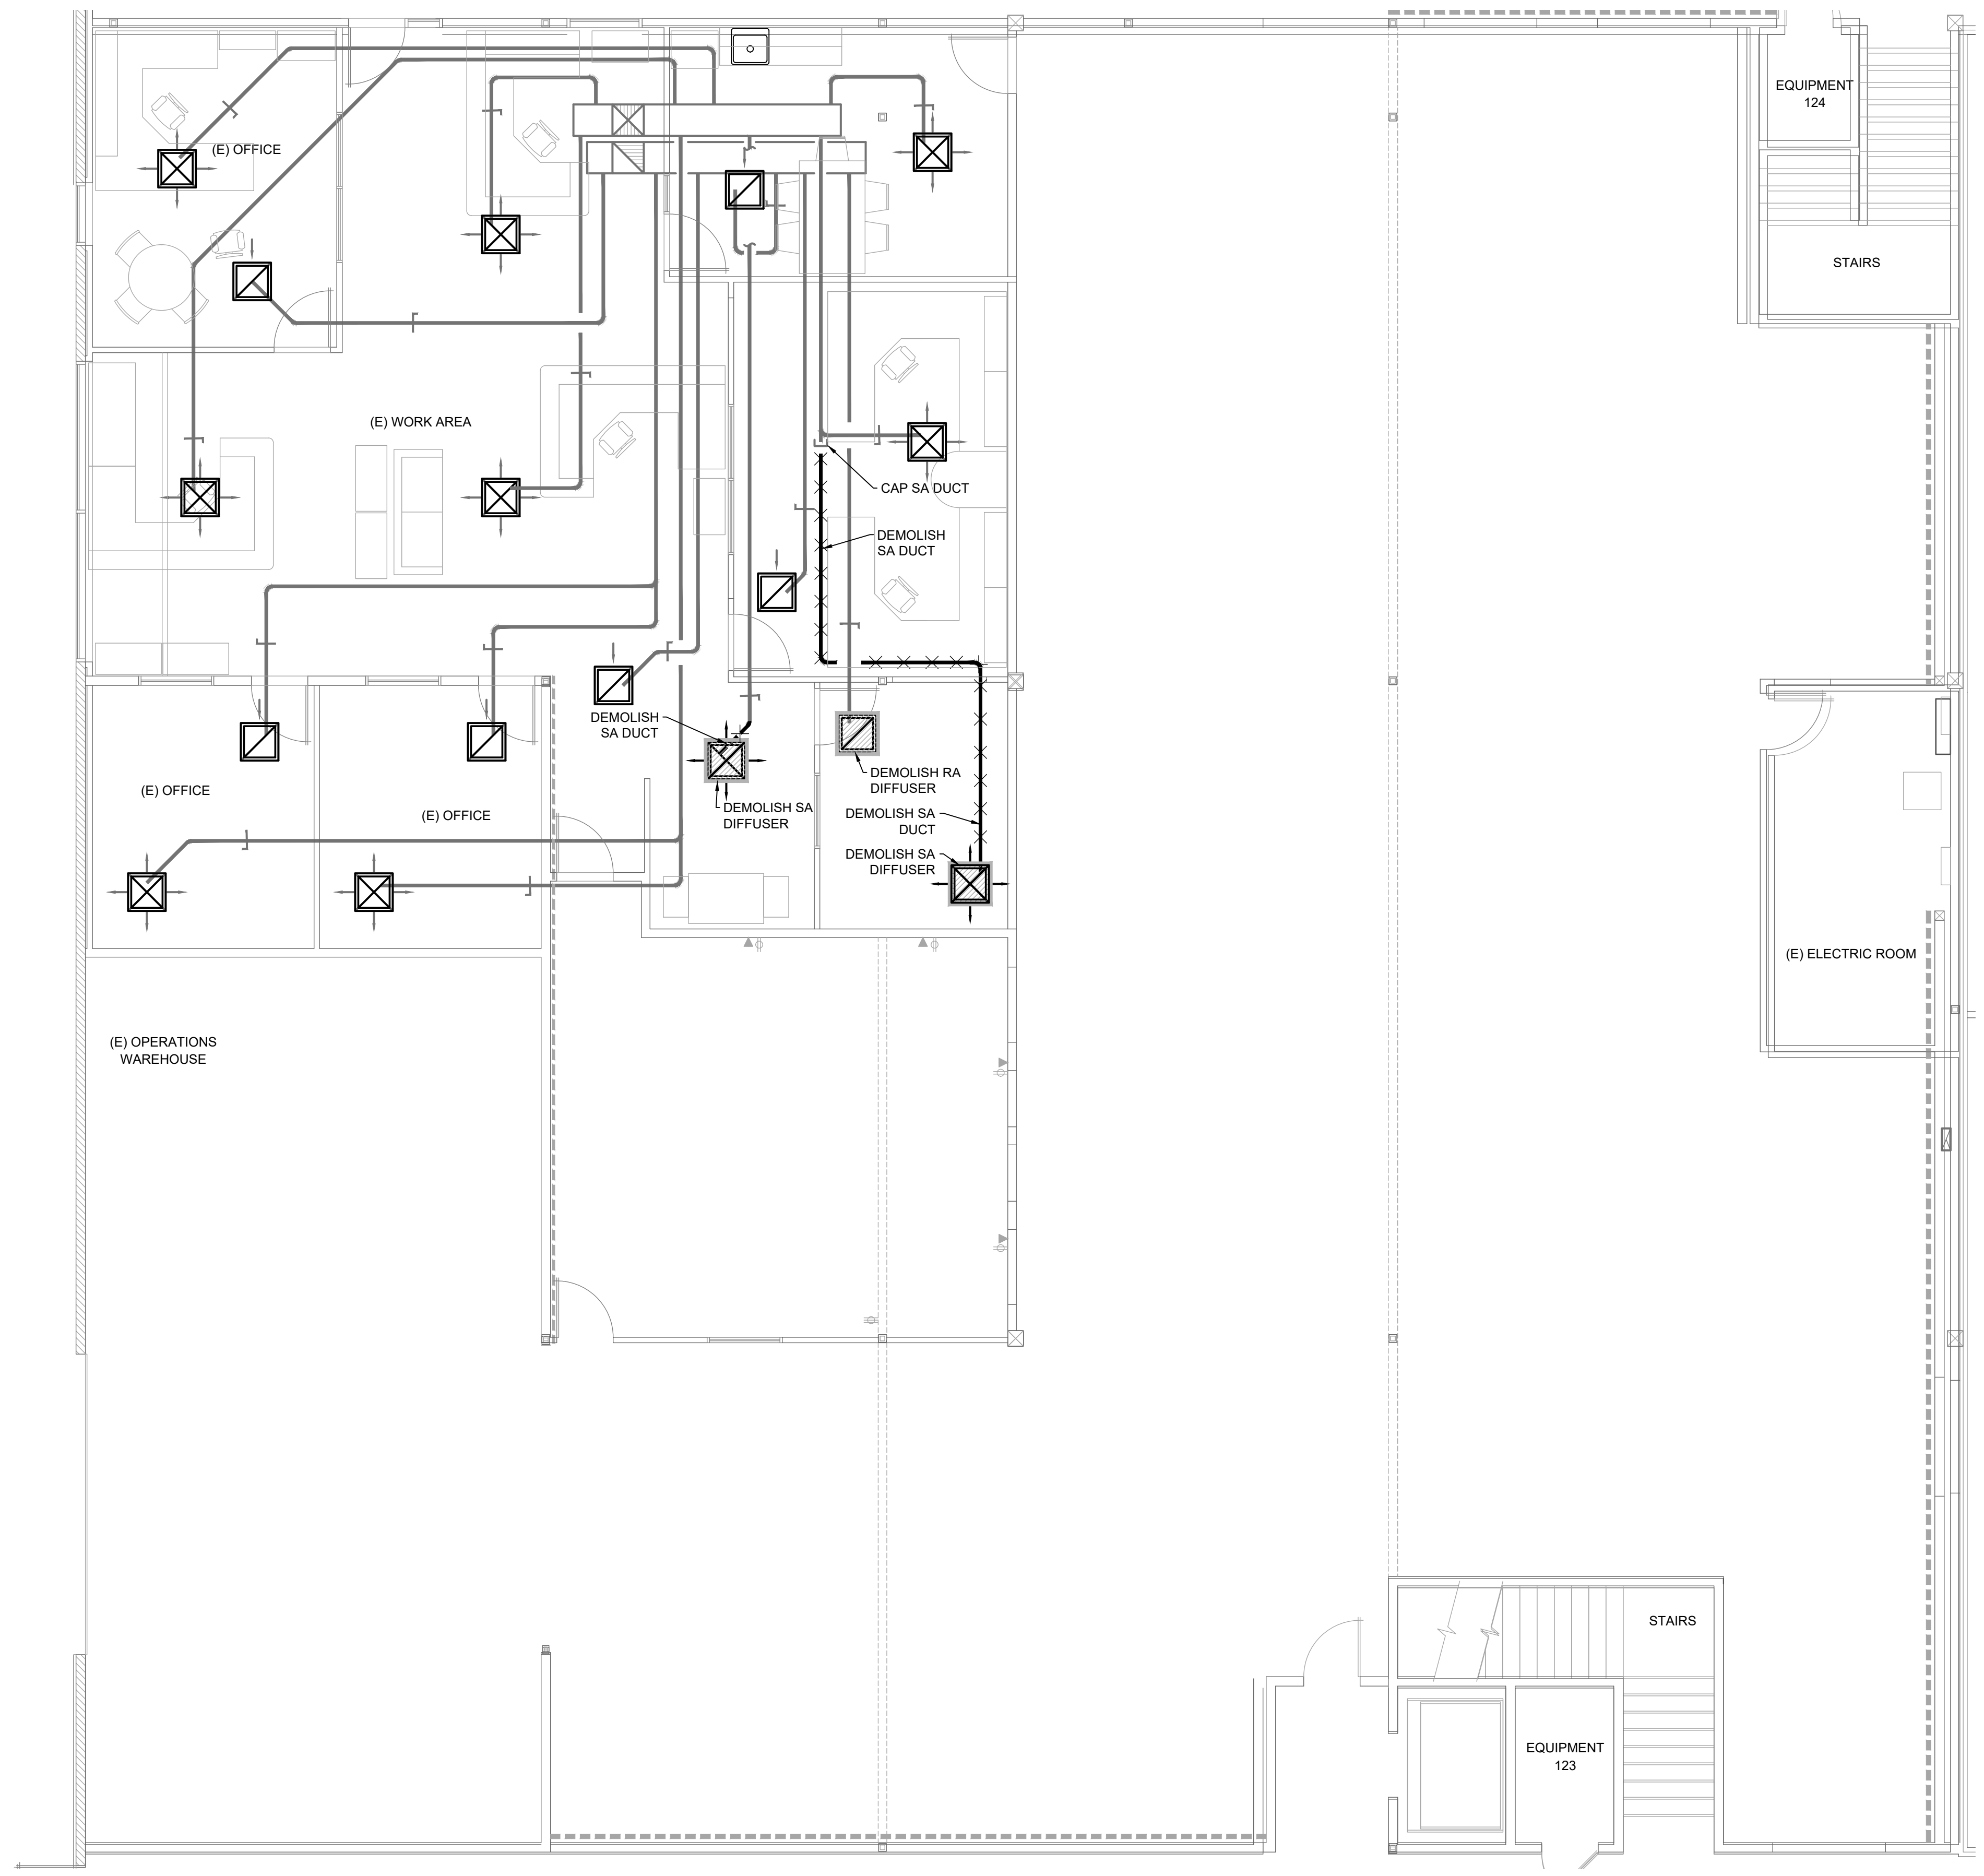 EQUIPMENT
124
(E) OFFICE
STAIRS
(E) WORK AREA
CAP SA DUCT
DEMOLISH
SA DUCT
DEMOLISH
SA DUCT
DEMOLISH RA
DIFFUSER
(E) OFFICE
(E) OFFICE
DEMOLISH SA
DIFFUSER
DEMOLISH SA
DUCT
DEMOLISH SA
DIFFUSER
(E) ELECTRIC ROOM
(E) OPERATIONS
WAREHOUSE
STAIRS
EQUIPMENT
123